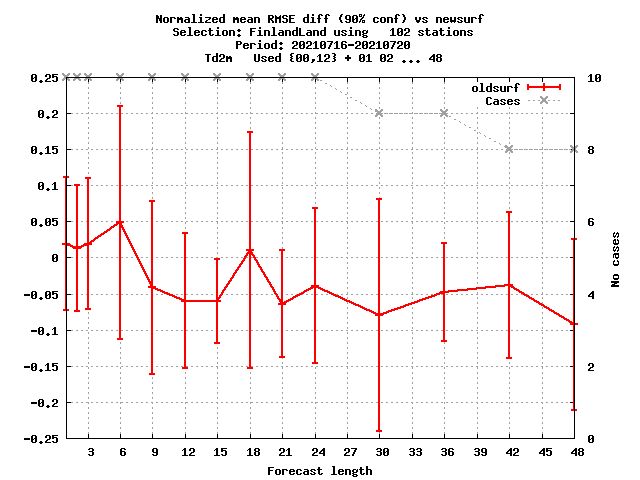 Normalized mean RMSE diff (90% conf) vs newsurf
Selection: FinlandLand using   102 stations
Period: 20210716-20210720
Td2m   Used {00,12} + 01 02 ... 48
oldsurf
Cases
0,25
0,2
0,15
0,1
0,05
0
-0,05
-0,1
-0,15
-0,2
-0,25
10
8
6
4
2
0
No cases
3 6 9 12 15 18 21 24 27 30 33 36 39 42 45 48
Forecast length